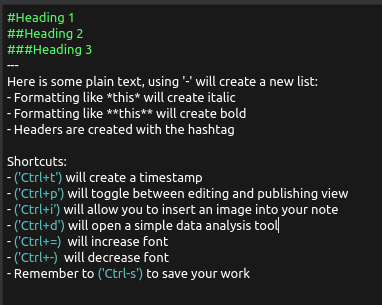 #Heading 1
##Heading 2
###Heading 3
---
Here is some plain text, using '-' will create a new list:
- Formatting like *this* will create italic
- Formatting like **this** will create bold
- Headers are created with the hashtag

Shortcuts:
- ('Ctrl+t') will create a timestamp
- ('Ctrl+p') will toggle between editing and publishing view
- ('Ctrl+i') will allow you to insert an image into your note
- ('Ctrl+d') will open a simple data analysis tool
- ('Ctrl+=)  will increase font
- ('Ctrl+-)  will decrease font
- Remember to ('Ctrl-s') to save your work